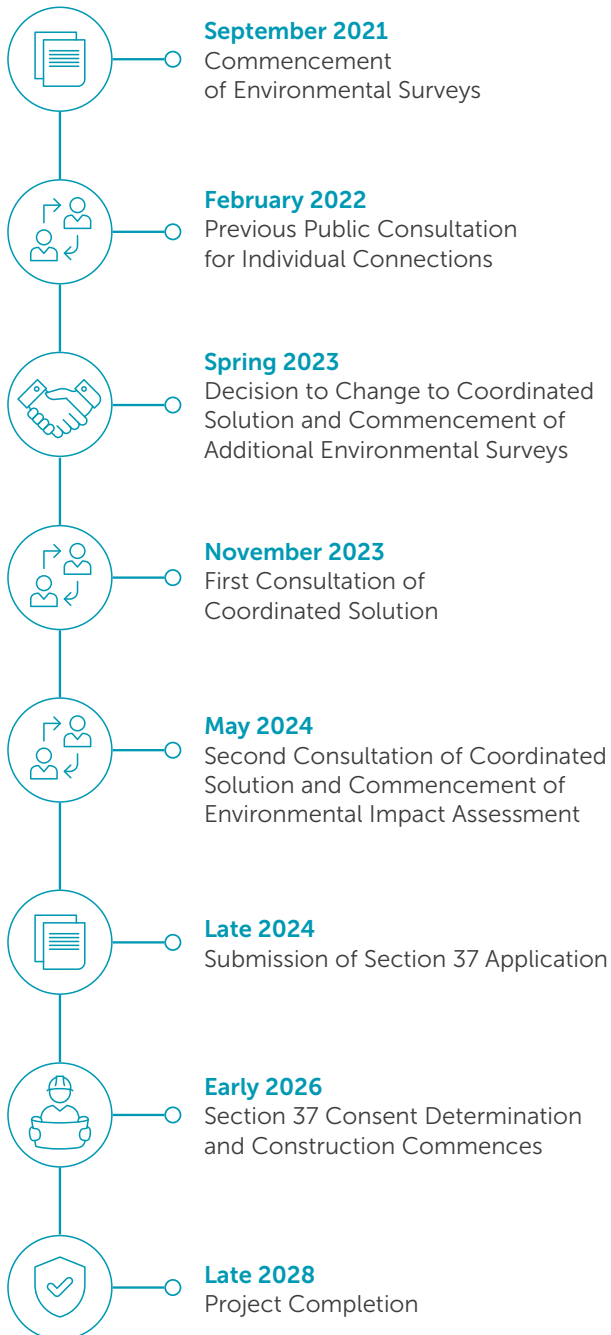 September 2021
Commencement
of Environmental Surveys
February 2022
Previous Public Consultation
for Individual Connections
Spring 2023
Decision to Change to Coordinated
Solution and Commencement of
Additional Environmental Surveys
November 2023
First Consultation of
Coordinated Solution
May 2024
Second Consultation of Coordinated
Solution and Commencement of
Environmental Impact Assessment
Late 2024
Submission of Section 37 Application
Early 2026
Section 37 Consent Determination
and Construction Commences
Late 2028
Project Completion